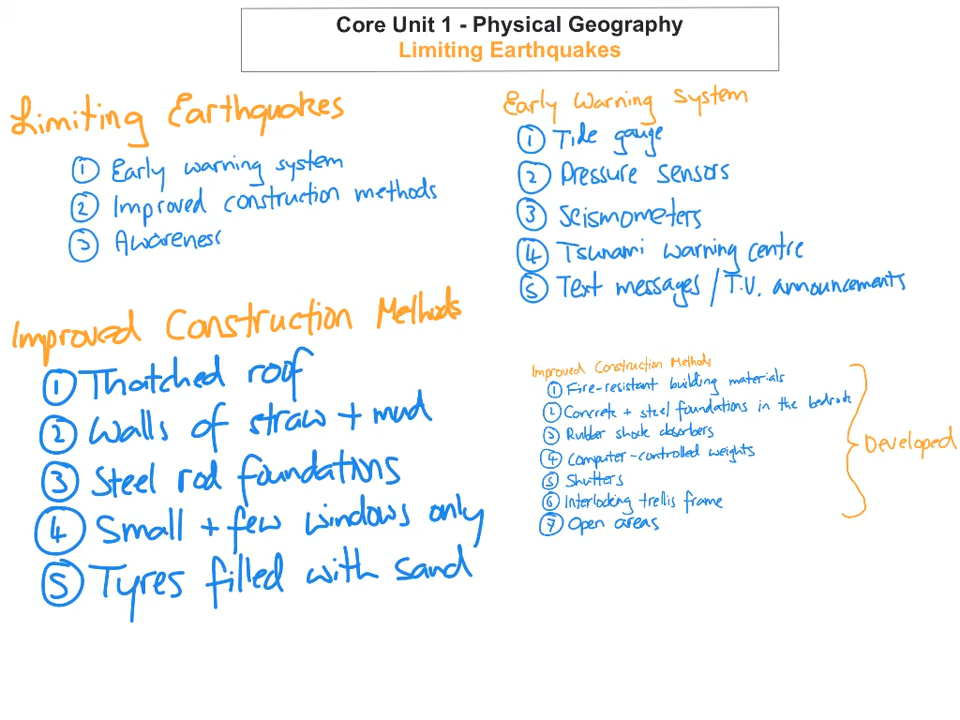 Core Unit 1 - Physical Geography
Limiting Earthquakes
Limiting Earthquakes
① Early warning system
② Improved construction methods
③ Awareness
Early Warning System
① Tide gauge
② Pressure sensors
③ Seismometers
④ Tsunami warning centre
⑤ Text messages / T.V. announcements
Improved Construction Methods
① Thatched roof
② Walls of straw + mud
③ Steel rod foundations
④ Small + few windows only
⑤ Tyres filled with sand
Improved Construction Methods
① Fire-resistant building materials
② Concrete + steel foundations in the bedrock
③ Rubber shock absorbers
④ Computer-controlled weights
⑤ Shutters
⑥ Interlocking trellis frame
⑦ Open areas
Developed